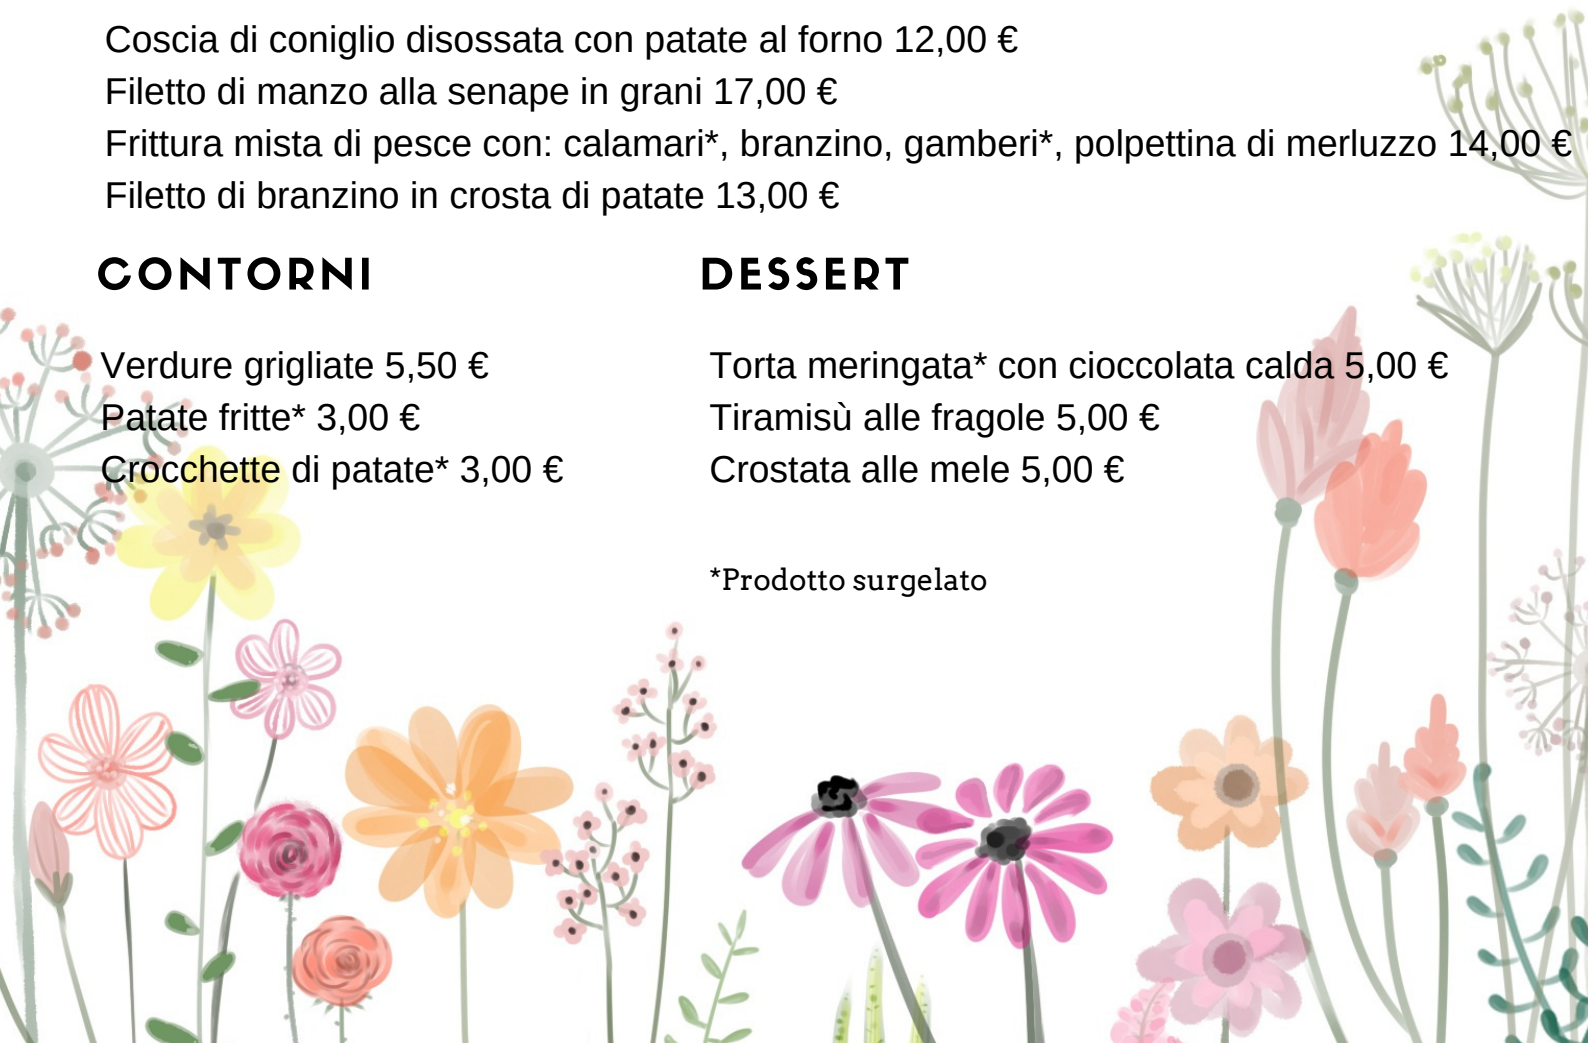 Coscia di coniglio disossata con patate al forno 12,00 €
Filetto di manzo alla senape in grani 17,00 €
Frittura mista di pesce con: calamari*, branzino, gamberi*, polpettina di merluzzo 14,00 €
Filetto di branzino in crosta di patate 13,00 €
CONTORNI
Verdure grigliate 5,50 €
Patate fritte* 3,00 €
Crocchette di patate* 3,00 €
DESSERT
Torta meringata* con cioccolata calda 5,00 €
Tiramisù alle fragole 5,00 €
Crostata alle mele 5,00 €
*Prodotto surgelato